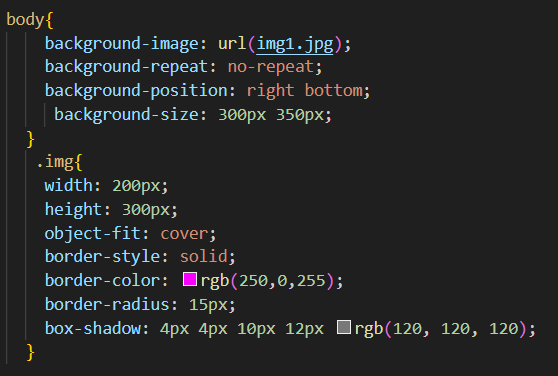 body{
background-image: url(img1.jpg);
background-repeat: no-repeat;
background-position: right bottom;
background-size: 300px 350px;
}
.img{
width: 200px;
height: 300px;
object-fit: cover;
border-style: solid;
border-color: rgb(250,0,255);
border-radius: 15px;
box-shadow: 4px 4px 10px 12px rgb(120, 120, 120);
}